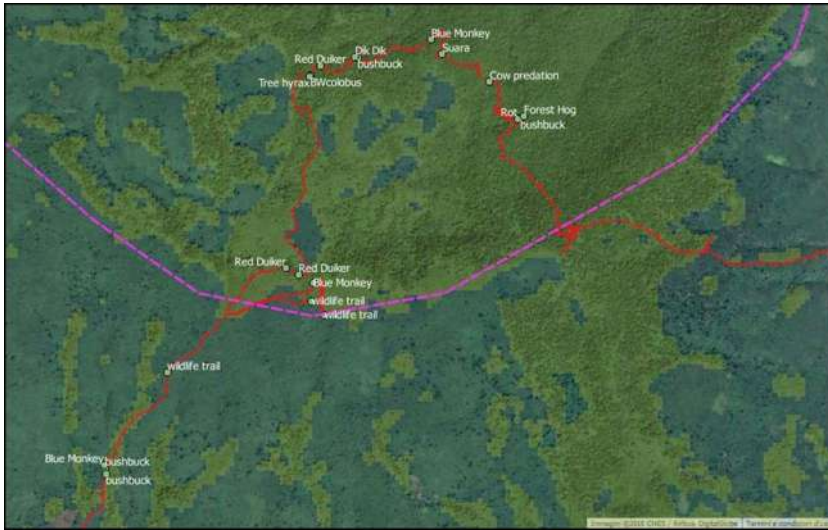 Blue Monkey
Suara
Dik Dik
bushbuck
Red Duiker
Tree hyrax
BWcolobus
Cow predation
Rot
Forest Hog
bushbuck
Red Duiker
Red Duiker
Blue Monkey
wildlife trail
wildlife trail
wildlife trail
Blue Monkey
bushbuck
bushbuck